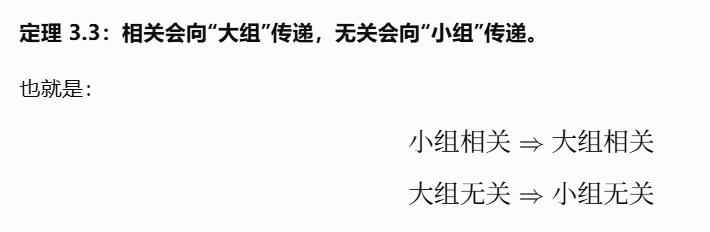 定理 3.3：相关会向“大组”传递，无关会向“小组”传递。
也就是：
小组相关 ⇒ 大组相关
大组无关 ⇒ 小组无关